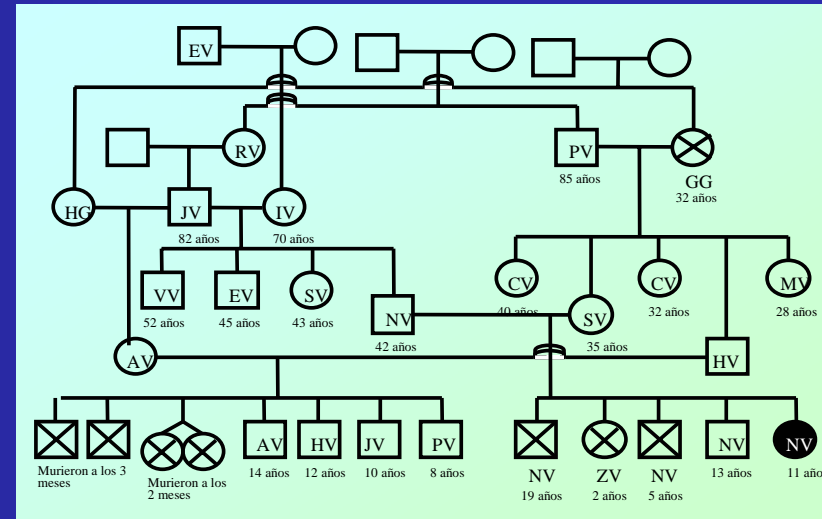 EV
RV
PV
85 años
GG
32 años
HG
JV
IV
82 años
70 años
VV
EV
SV
NV
52 años
45 años
43 años
42 años
CV
SV
CV
MV
40 años
35 años
32 años
28 años
AV
HV
Murieron a los 3
meses
Murieron a los
2 meses
AV
HV
JV
PV
14 años
12 años
10 años
8 años
NV
19 años
ZV
2 años
NV
5 años
NV
13 años
NV
11 año